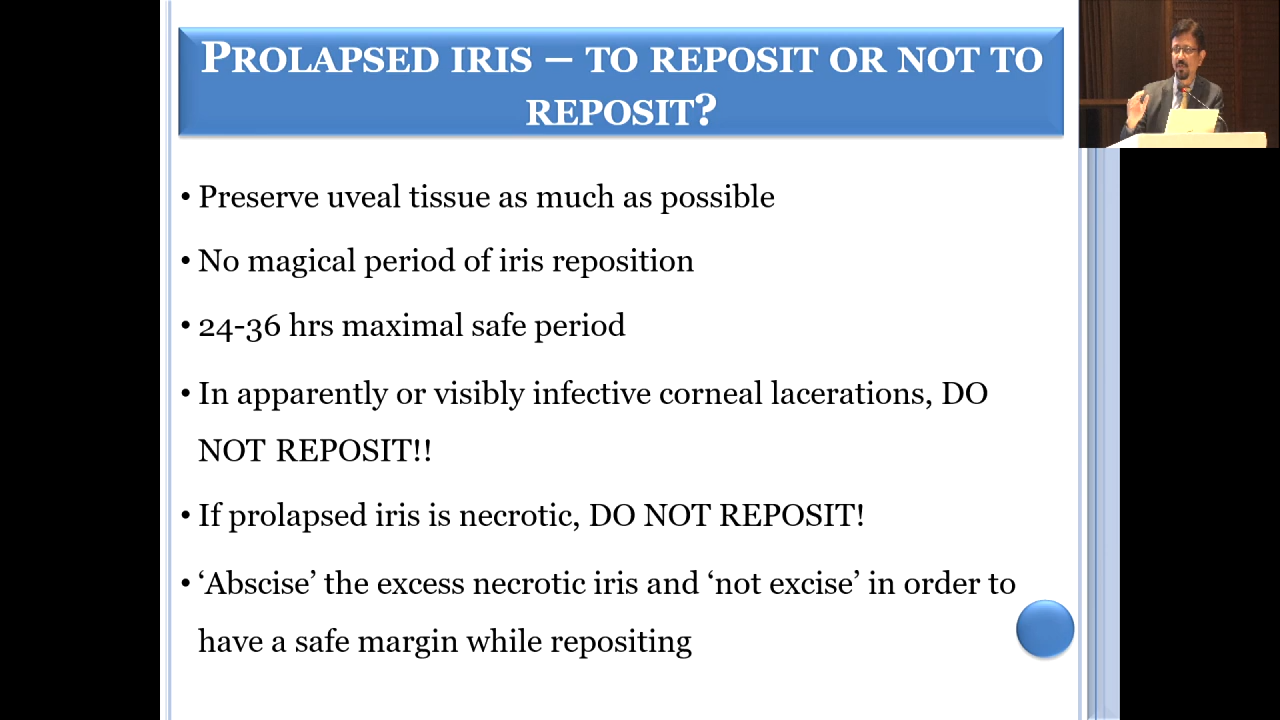 PROLAPSED IRIS – TO REPOSIT OR NOT TO
REPOSIT?
• Preserve uveal tissue as much as possible
• No magical period of iris reposition
• 24-36 hrs maximal safe period
• In apparently or visibly infective corneal lacerations, DO
NOT REPOSIT!!
• If prolapsed iris is necrotic, DO NOT REPOSIT!
• ‘Abscise’ the excess necrotic iris and ‘not excise’ in order to
have a safe margin while repositing